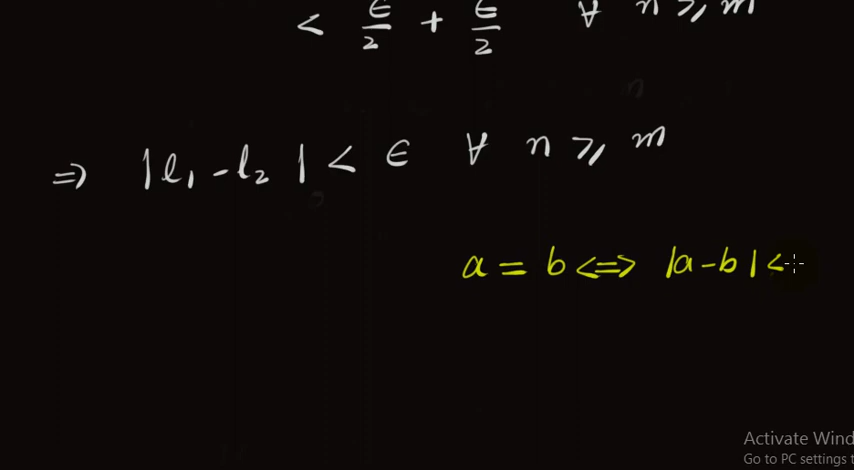 < ϵ/2 + ϵ/2 ∀ n ≥ m
⇒ |l₁ - l₂| < ϵ ∀ n ≥ m
a = b <=> |a - b| <
Activate Wind
Go to PC settings t